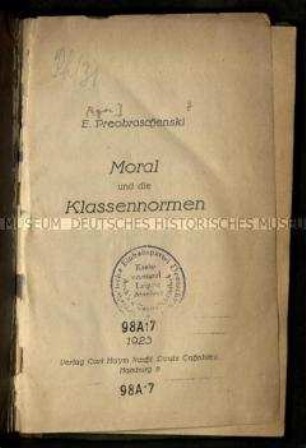 E. Preobraschenski
Moral
und die
Klassennormen
MUSEUM DEUTSCHES HISTORISCHES MUSEUM
98A·7
1923
Verlag Carl Hoym Nachf. Louis Cahnbley
Hamburg 8
98A·7